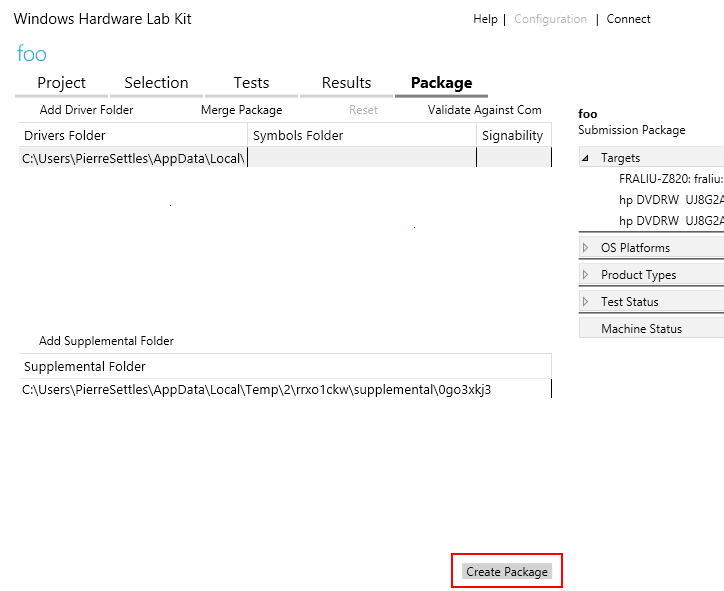 Windows Hardware Lab Kit
Help | Configuration | Connect
foo
Project Selection Tests Results Package
Add Driver Folder Merge Package Reset Validate Against Com
Drivers Folder Symbols Folder Signability
C:\Users\PierreSettles\AppData\Local\
foo
Submission Package
Targets
FRALIU-Z820: fraliu:
hp DVDRW UJ8G2A
hp DVDRW UJ8G2A
OS Platforms
Product Types
Test Status
Machine Status
Add Supplemental Folder
Supplemental Folder
C:\Users\PierreSettles\AppData\Local\Temp\2\rrxo1ckw\supplemental\0go3xkj3
Create Package